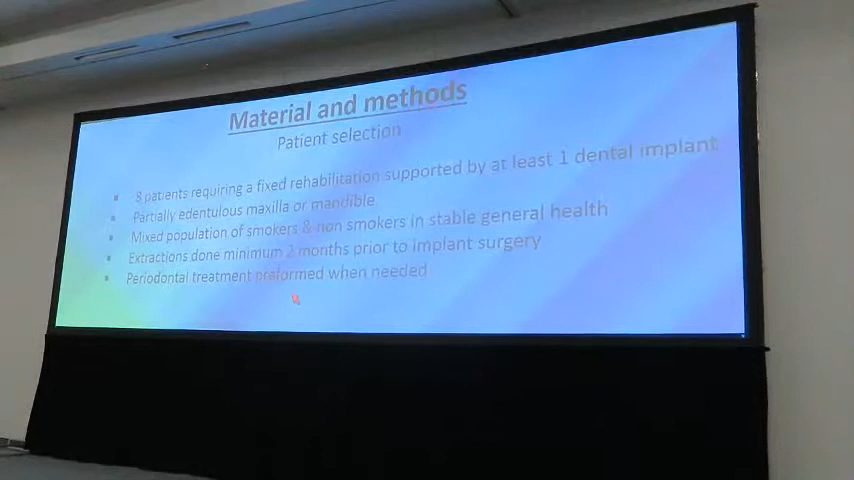 Material and methods
Patient selection
8 patients requiring a fixed rehabilitation supported by at least 1 dental implant
Partially edentulous maxilla or mandible
Mixed population of smokers & non smokers in stable general health
Extractions done minimum 2 months prior to implant surgery
Periodontal treatment preformed when needed